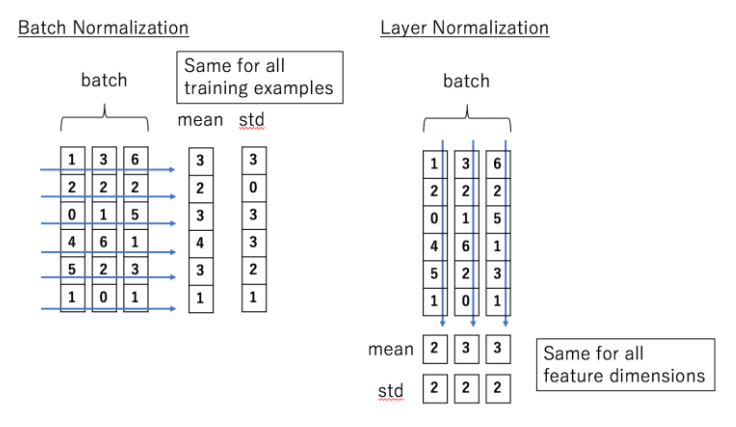 Batch Normalization
batch
Same for all
training examples
mean std
1 3 6 3 3
2 2 2 2 0
0 1 5 3 3
4 6 1 4 3
5 2 3 3 2
1 0 1 1 1
Layer Normalization
batch
1 3 6
2 2 2
0 1 5
4 6 1
5 2 3
1 0 1
mean 2 3 3
std 2 2 2
Same for all
feature dimensions